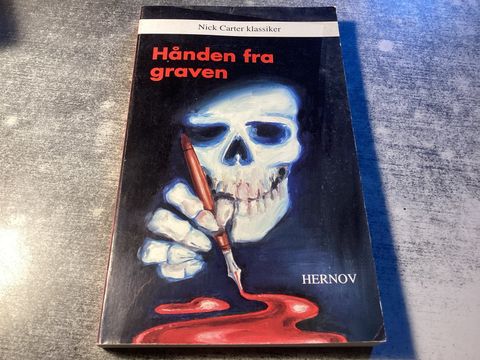 Nick Carter klassiker
Hånden fra
graven
HERNOV